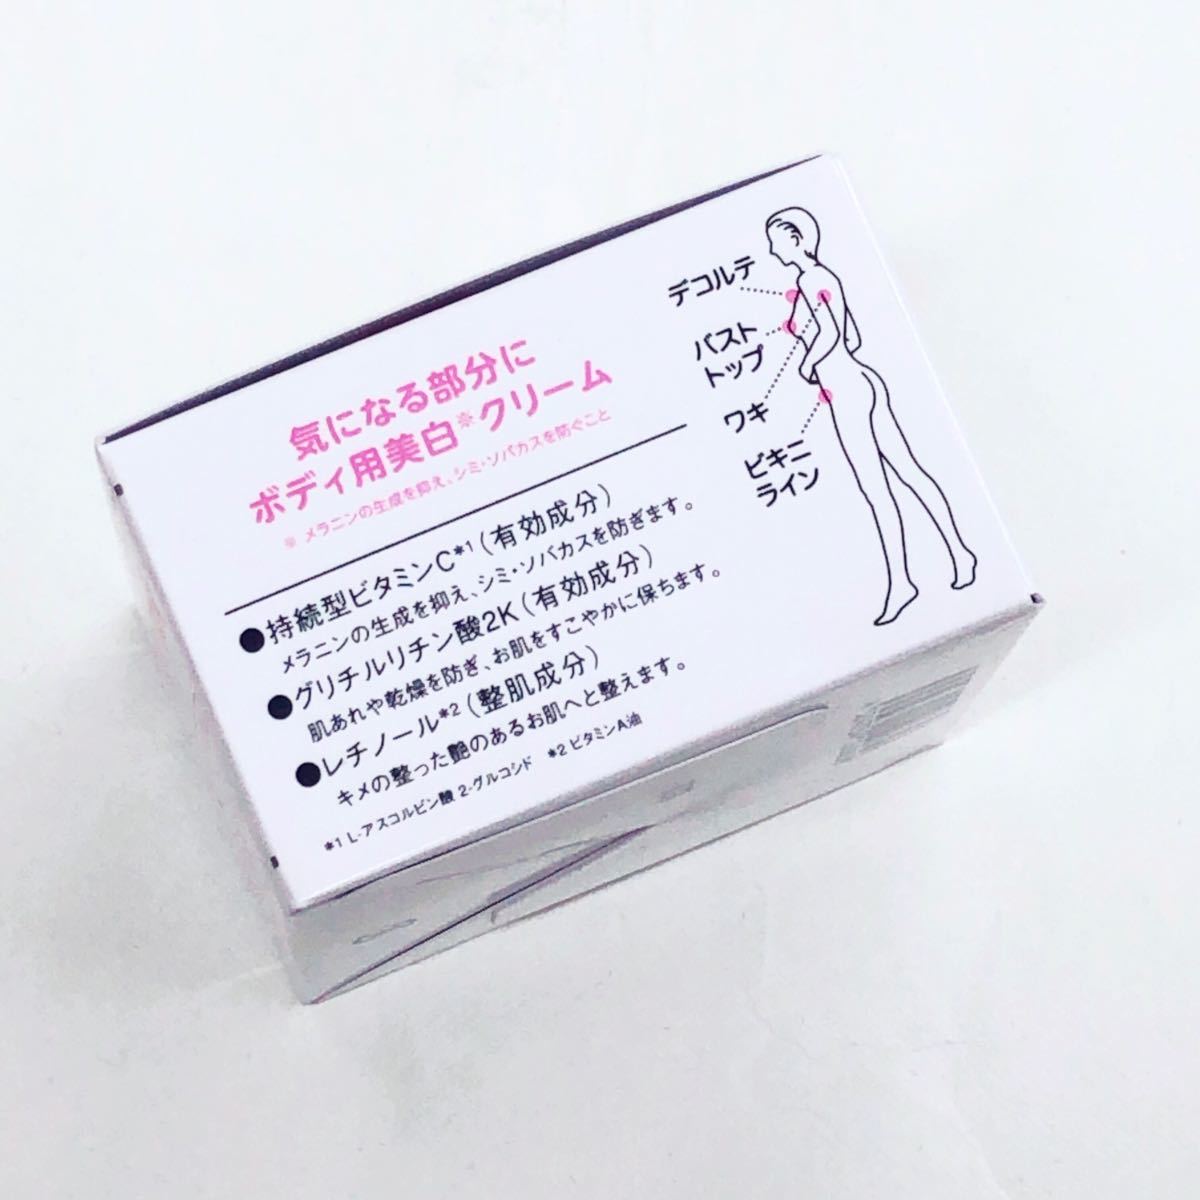 気になる部分に
ボディ用美白※クリーム
※ メラニンの生成を抑え、シミ・ソバカスを防ぐこと
●持続型ビタミンC*1(有効成分)
メラニンの生成を抑え、シミ・ソバカスを防ぎます。
●グリチルリチン酸2K(有効成分)
肌あれや乾燥を防ぎ、お肌をすこやかに保ちます。
●レチノール*2(整肌成分)
キメの整った艶のあるお肌へと整えます。
*1 L-アスコルビン酸 2-グルコシド *2 ビタミンA油
デコルテ
バスト
トップ
ワキ
ビキニ
ライン